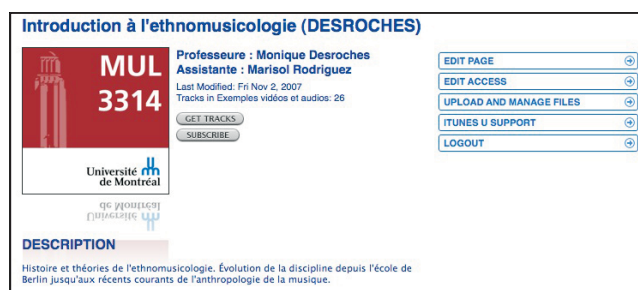 Introduction à l'ethnomusicologie (DESROCHES)
MUL
3314
Université
de Montréal
Professeure : Monique Desroches
Assistante : Marisol Rodriguez
Last Modified: Fri Nov 2, 2007
Tracks in Exemples vidéos et audios: 26
GET TRACKS
SUBSCRIBE
EDIT PAGE
EDIT ACCESS
UPLOAD AND MANAGE FILES
ITUNES U SUPPORT
LOGOUT
de Montréal
Université
DESCRIPTION
Histoire et théories de l'ethnomusicologie. Évolution de la discipline depuis l'école de
Berlin jusqu'aux récents courants de l'anthropologie de la musique.